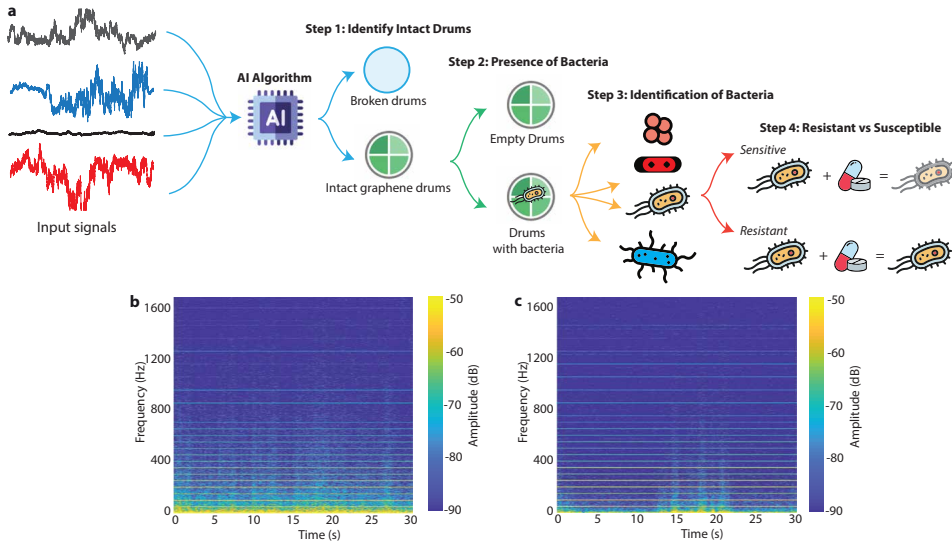 a
Input signals
AI Algorithm
AI
Step 1: Identify Intact Drums
Broken drums
Intact graphene drums
Step 2: Presence of Bacteria
Empty Drums
Drums
with bacteria
Step 3: Identification of Bacteria
Step 4: Resistant vs Susceptible
Sensitive
+ =
Resistant
+ =
b
1600
1200
800
400
0
Frequency (Hz)
0 5 10 15 20 25 30
Time (s)
-50
-60
-70
-80
-90
Amplitude (dB)
c
1600
1200
800
400
0
Frequency (Hz)
0 5 10 15 20 25 30
Time (s)
-50
-60
-70
-80
-90
Amplitude (dB)